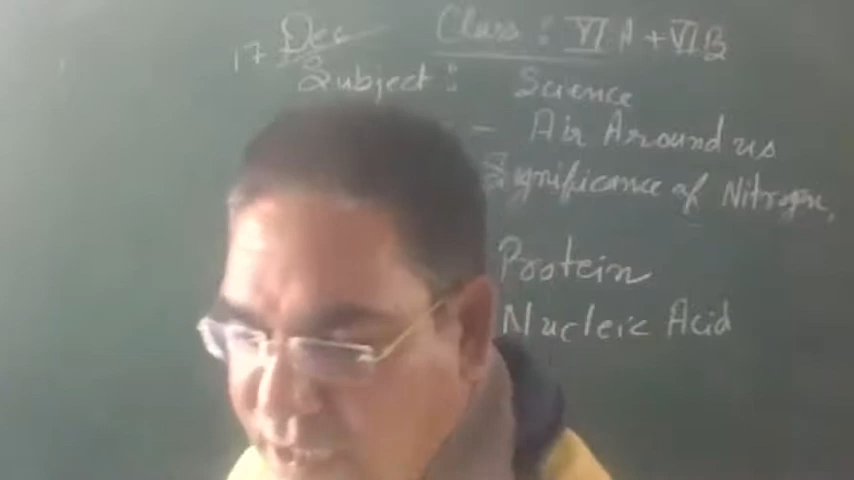 17 Dec Class : VI A + VI B
Subject : Science
- Air Around us
Significance of Nitrogen,
Protein
Nucleic Acid